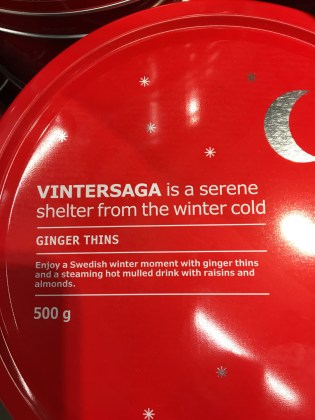 VINTERSAGA is a serene
shelter from the winter cold
GINGER THINS
Enjoy a Swedish winter moment with ginger thins
and a steaming hot mulled drink with raisins and
almonds.
500 g